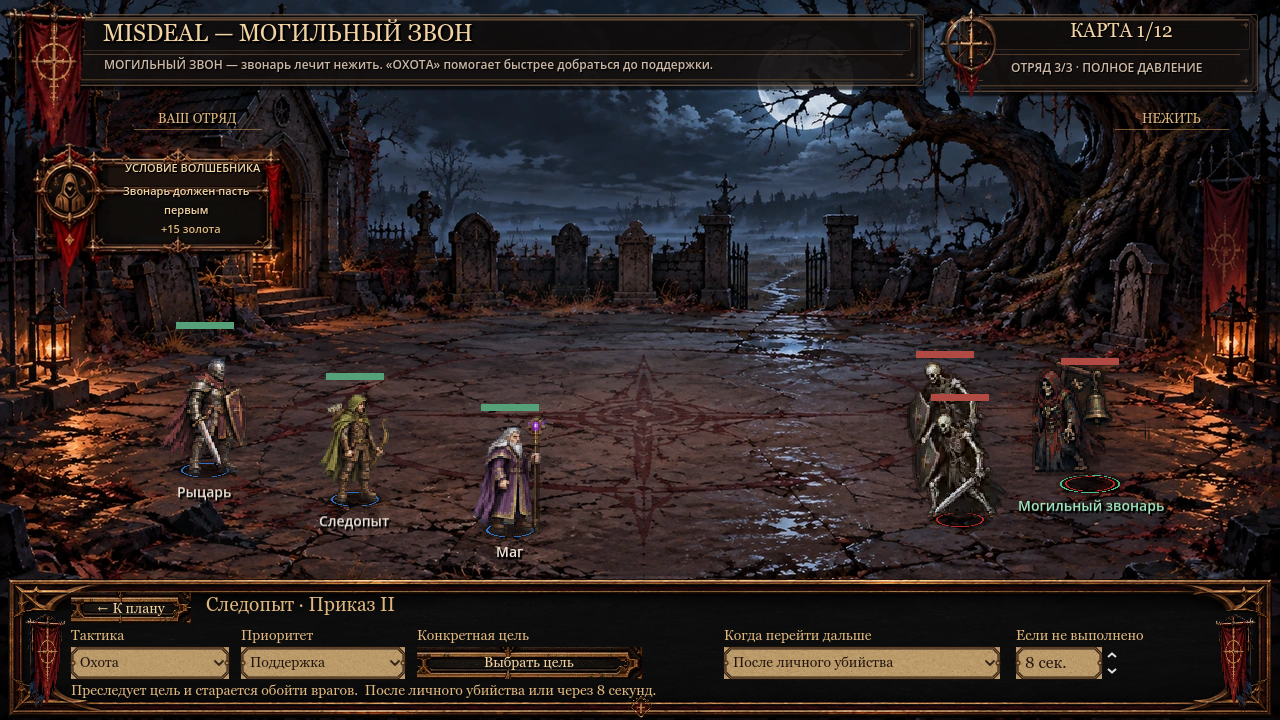 MISDEAL — МОГИЛЬНЫЙ ЗВОН
МОГИЛЬНЫЙ ЗВОН — звонарь лечит нежить. «ОХОТА» помогает быстрее добраться до поддержки.
КАРТА 1/12
ОТРЯД 3/3 · ПОЛНОЕ ДАВЛЕНИЕ
ВАШ ОТРЯД
НЕЖИТЬ
УСЛОВИЕ ВОЛШЕБНИКА
Звонарь должен пасть
первым
+15 золота
Рыцарь
Следопыт
Маг
Могильный звонарь
← К плану
Следопыт · Приказ II
Тактика
Приоритет
Конкретная цель
Когда перейти дальше
Если не выполнено
Охота
Поддержка
Выбрать цель
После личного убийства
8 сек.
Преследует цель и старается обойти врагов. После личного убийства или через 8 секунд.